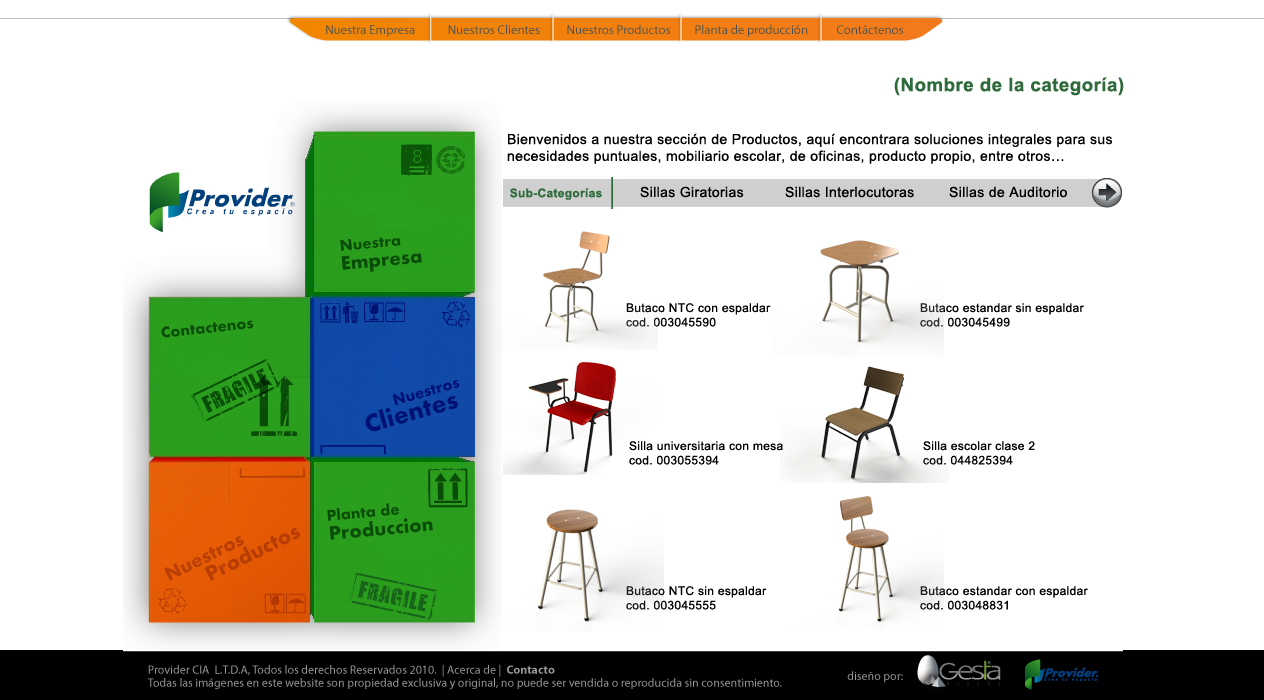 Nuestra Empresa
Nuestros Clientes
Nuestros Productos
Planta de producción
Contáctenos
(Nombre de la categoría)
Bienvenidos a nuestra sección de Productos, aquí encontrara soluciones integrales para sus
necesidades puntuales, mobiliario escolar, de oficinas, producto propio, entre otros…
Sub-Categorías
Sillas Giratorias
Sillas Interlocutoras
Sillas de Auditorio
Provider
Crea tu espacio
8
Nuestra
Empresa
Contactenos
FRAGILE
Nuestros
Clientes
Nuestros
Productos
Planta de
Produccion
FRAGILE
Butaco NTC con espaldar
cod. 003045590
Butaco estandar sin espaldar
cod. 003045499
Silla universitaria con mesa
cod. 003055394
Silla escolar clase 2
cod. 044825394
Butaco NTC sin espaldar
cod. 003045555
Butaco estandar con espaldar
cod. 003048831
Provider CIA L.T.D.A, Todos los derechos Reservados 2010. | Acerca de | Contacto
Todas las imágenes en este website son propiedad exclusiva y original, no puede ser vendida o reproducida sin consentimiento.
diseño por:
Gestia
Provider
Crea tu espacio